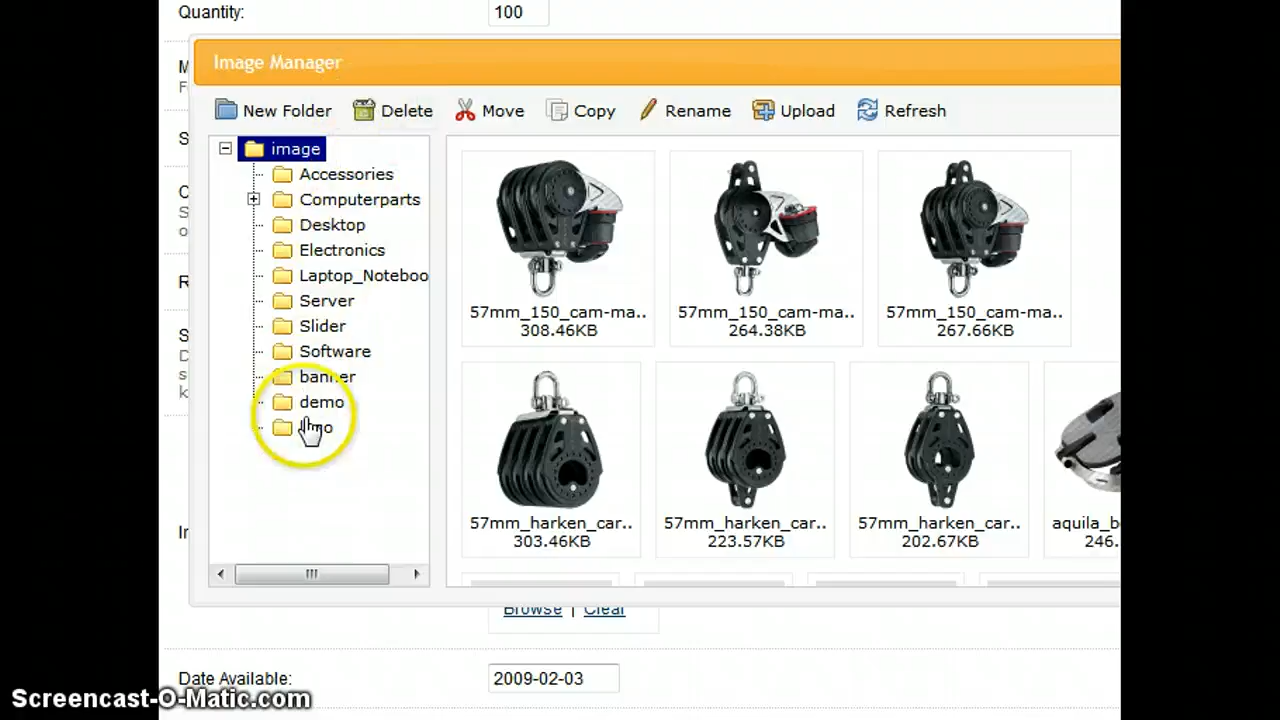 Quantity:
100
M
F
S
C
S
o
R
S
D
s
k
Image Manager
New Folder Delete Move Copy Rename Upload Refresh
image
Accessories
Computerparts
Desktop
Electronics
Laptop_Noteboo
Server
Slider
Software
banner
demo
57mm_150_cam-ma..
308.46KB
57mm_150_cam-ma..
264.38KB
57mm_150_cam-ma..
267.66KB
57mm_harken_car..
303.46KB
57mm_harken_car..
223.57KB
57mm_harken_car..
202.67KB
aquila_b
246.
Browse | Clear
Date Available:
2009-02-03
Screencast-O-Matic.com